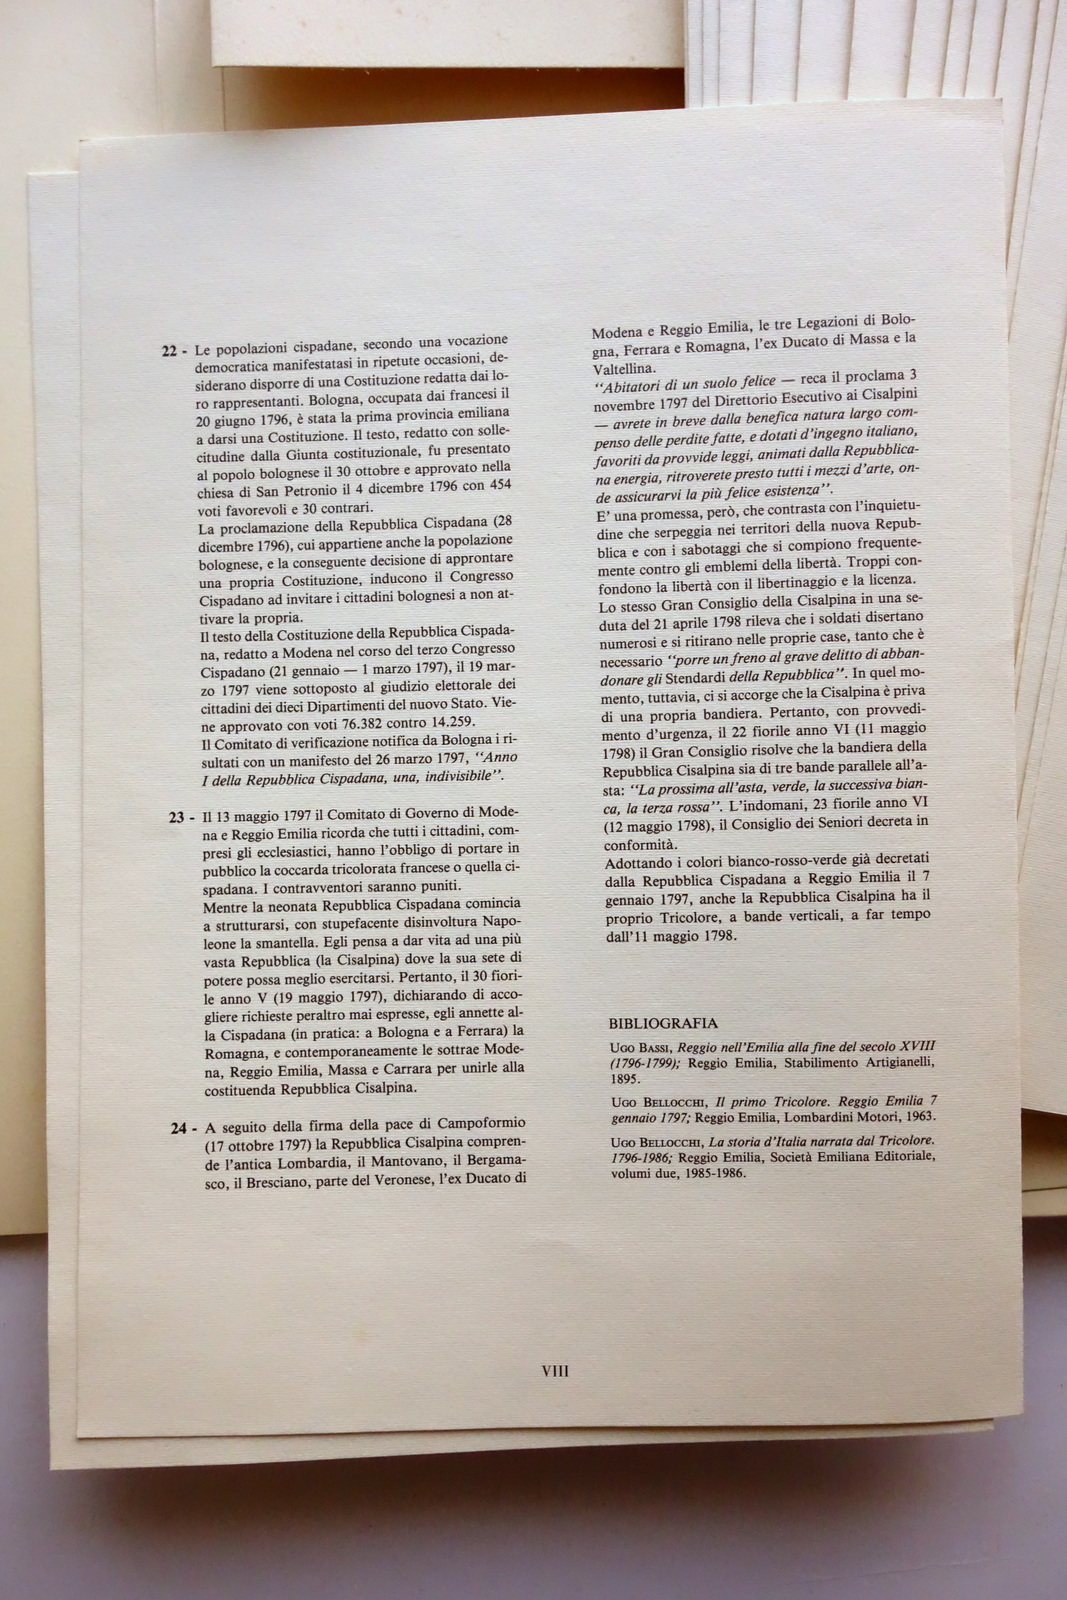 22 - Le popolazioni cispadane, secondo una vocazione
democratica manifestatasi in ripetute occasioni, de-
siderano disporre di una Costituzione redatta dai lo-
ro rappresentanti. Bologna, occupata dai francesi il
20 giugno 1796, è stata la prima provincia emiliana
a darsi una Costituzione. Il testo, redatto con solle-
citudine dalla Giunta costituzionale, fu presentato
al popolo bolognese il 30 ottobre e approvato nella
chiesa di San Petronio il 4 dicembre 1796 con 454
voti favorevoli e 30 contrari.
La proclamazione della Repubblica Cispadana (28
dicembre 1796), cui appartiene anche la popolazione
bolognese, e la conseguente decisione di approntare
una propria Costituzione, inducono il Congresso
Cispadano ad invitare i cittadini bolognesi a non at-
tivare la propria.
Il testo della Costituzione della Repubblica Cispada-
na, redatto a Modena nel corso del terzo Congresso
Cispadano (21 gennaio — 1 marzo 1797), il 19 mar-
zo 1797 viene sottoposto al giudizio elettorale dei
cittadini dei dieci Dipartimenti del nuovo Stato. Vie-
ne approvato con voti 76.382 contro 14.259.
Il Comitato di verificazione notifica da Bologna i ri-
sultati con un manifesto del 26 marzo 1797, “Anno
I della Repubblica Cispadana, una, indivisibile”.
23 - Il 13 maggio 1797 il Comitato di Governo di Mode-
na e Reggio Emilia ricorda che tutti i cittadini, com-
presi gli ecclesiastici, hanno l'obbligo di portare in
pubblico la coccarda tricolorata francese o quella ci-
spadana. I contravventori saranno puniti.
Mentre la neonata Repubblica Cispadana comincia
a strutturarsi, con stupefacente disinvoltura Napo-
leone la smantella. Egli pensa a dar vita ad una più
vasta Repubblica (la Cisalpina) dove la sua sete di
potere possa meglio esercitarsi. Pertanto, il 30 fiori-
le anno V (19 maggio 1797), dichiarando di acco-
gliere richieste peraltro mai espresse, egli annette al-
la Cispadana (in pratica: a Bologna e a Ferrara) la
Romagna, e contemporaneamente le sottrae Mode-
na, Reggio Emilia, Massa e Carrara per unirle alla
costituenda Repubblica Cisalpina.
24 - A seguito della firma della pace di Campoformio
(17 ottobre 1797) la Repubblica Cisalpina compren-
de l'antica Lombardia, il Mantovano, il Bergama-
sco, il Bresciano, parte del Veronese, l'ex Ducato di
Modena e Reggio Emilia, le tre Legazioni di Bolo-
gna, Ferrara e Romagna, l'ex Ducato di Massa e la
Valtellina.
“Abitatori di un suolo felice — reca il proclama 3
novembre 1797 del Direttorio Esecutivo ai Cisalpini
— avrete in breve dalla benefica natura largo com-
penso delle perdite fatte, e dotati d'ingegno italiano,
favoriti da provvide leggi, animati dalla Repubblica-
na energia, ritroverete presto tutti i mezzi d'arte, on-
de assicurarvi la più felice esistenza”.
E' una promessa, però, che contrasta con l'inquietu-
dine che serpeggia nei territori della nuova Repub-
blica e con i sabotaggi che si compiono frequente-
mente contro gli emblemi della libertà. Troppi con-
fondono la libertà con il libertinaggio e la licenza.
Lo stesso Gran Consiglio della Cisalpina in una se-
duta del 21 aprile 1798 rileva che i soldati disertano
numerosi e si ritirano nelle proprie case, tanto che è
necessario “porre un freno al grave delitto di abban-
donare gli Stendardi della Repubblica”. In quel mo-
mento, tuttavia, ci si accorge che la Cisalpina è priva
di una propria bandiera. Pertanto, con provvedi-
mento d'urgenza, il 22 fiorile anno VI (11 maggio
1798) il Gran Consiglio risolve che la bandiera della
Repubblica Cisalpina sia di tre bande parallele all'a-
sta: “La prossima all'asta, verde, la successiva bian-
ca, la terza rossa”. L'indomani, 23 fiorile anno VI
(12 maggio 1798), il Consiglio dei Seniori decreta in
conformità.
Adottando i colori bianco-rosso-verde già decretati
dalla Repubblica Cispadana a Reggio Emilia il 7
gennaio 1797, anche la Repubblica Cisalpina ha il
proprio Tricolore, a bande verticali, a far tempo
dall'11 maggio 1798.
BIBLIOGRAFIA
UGO BASSI, Reggio nell'Emilia alla fine del secolo XVIII
(1796-1799); Reggio Emilia, Stabilimento Artigianelli,
1895.
UGO BELLOCCHI, Il primo Tricolore. Reggio Emilia 7
gennaio 1797; Reggio Emilia, Lombardini Motori, 1963.
UGO BELLOCCHI, La storia d'Italia narrata dal Tricolore.
1796-1986; Reggio Emilia, Società Emiliana Editoriale,
volumi due, 1985-1986.
VIII